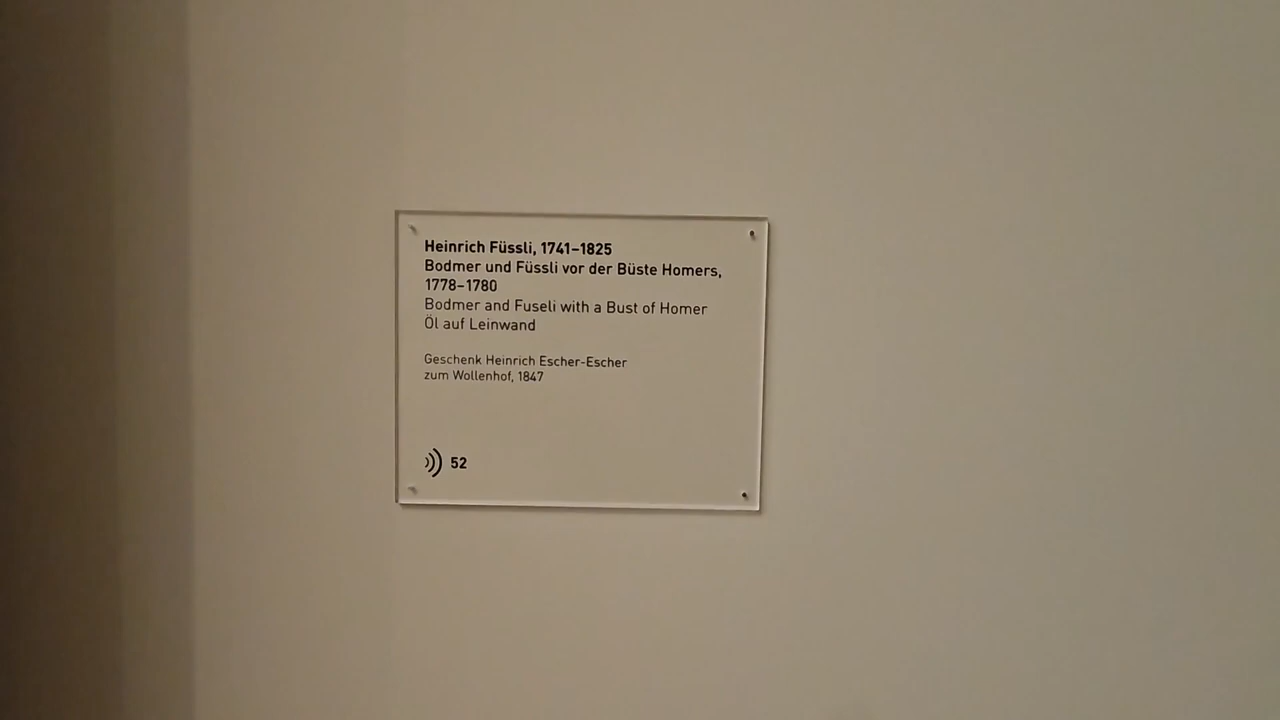 Heinrich Füssli, 1741–1825
Bodmer und Füssli vor der Büste Homers,
1778–1780
Bodmer and Fuseli with a Bust of Homer
Öl auf Leinwand
Geschenk Heinrich Escher-Escher
zum Wollenhof, 1847
52